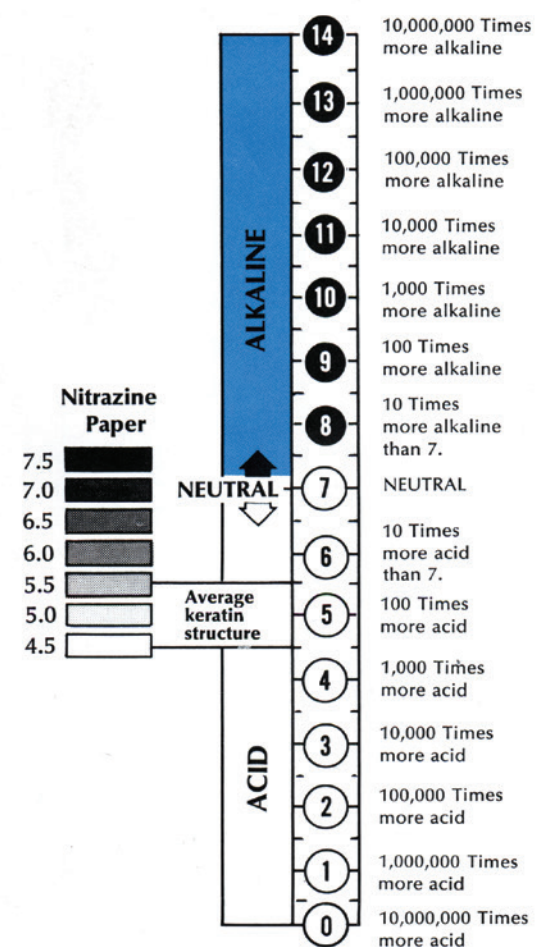 14
10,000,000 Times
more alkaline
13
1,000,000 Times
more alkaline
12
100,000 Times
more alkaline
11
10,000 Times
more alkaline
10
1,000 Times
more alkaline
9
100 Times
more alkaline
8
10 Times
more alkaline
than 7.
ALKALINE
Nitrazine
Paper
7.5
7.0
6.5
6.0
5.5
5.0
4.5
NEUTRAL
7
NEUTRAL
6
10 Times
more acid
than 7.
Average
keratin
structure
5
100 Times
more acid
4
1,000 Times
more acid
ACID
3
10,000 Times
more acid
2
100,000 Times
more acid
1
1,000,000 Times
more acid
0
10,000,000 Times
more acid